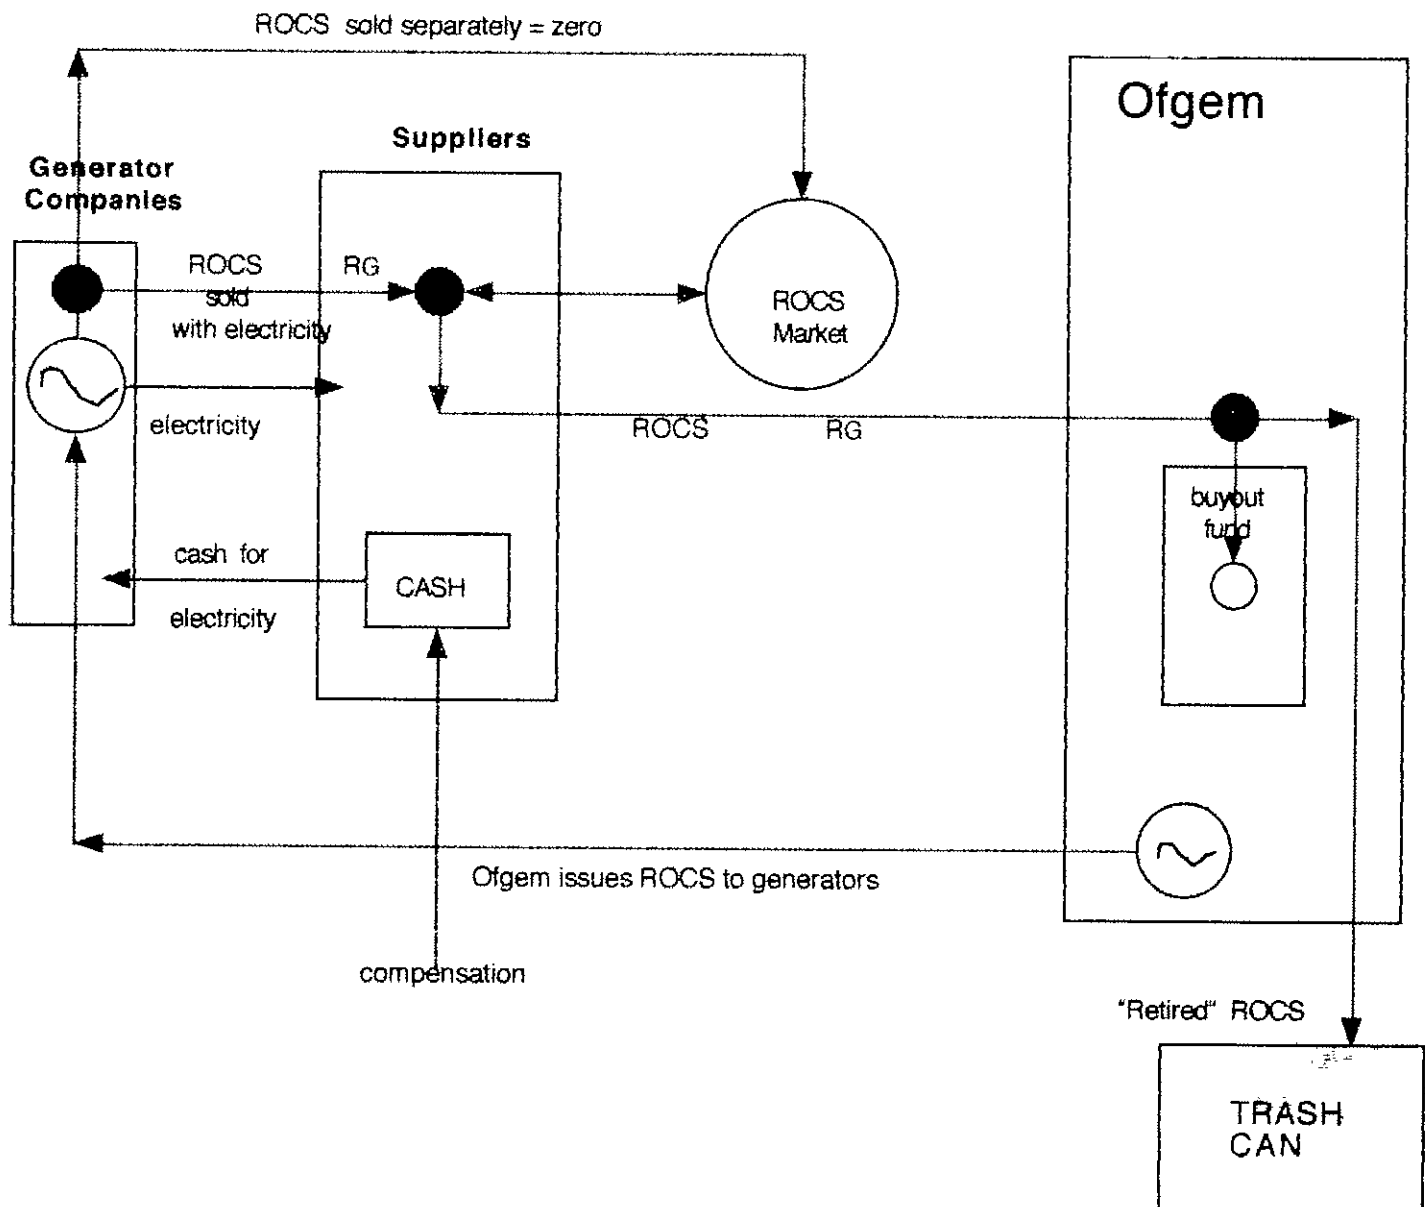 ROCS sold separately = zero
Ofgem
Suppliers
Generator
Companies
ROCS
sold
with electricity
RG
ROCS
Market
electricity
ROCS
RG
buyout
fund
cash for
electricity
CASH
Ofgem issues ROCS to generators
compensation
"Retired" ROCS
TRASH
CAN